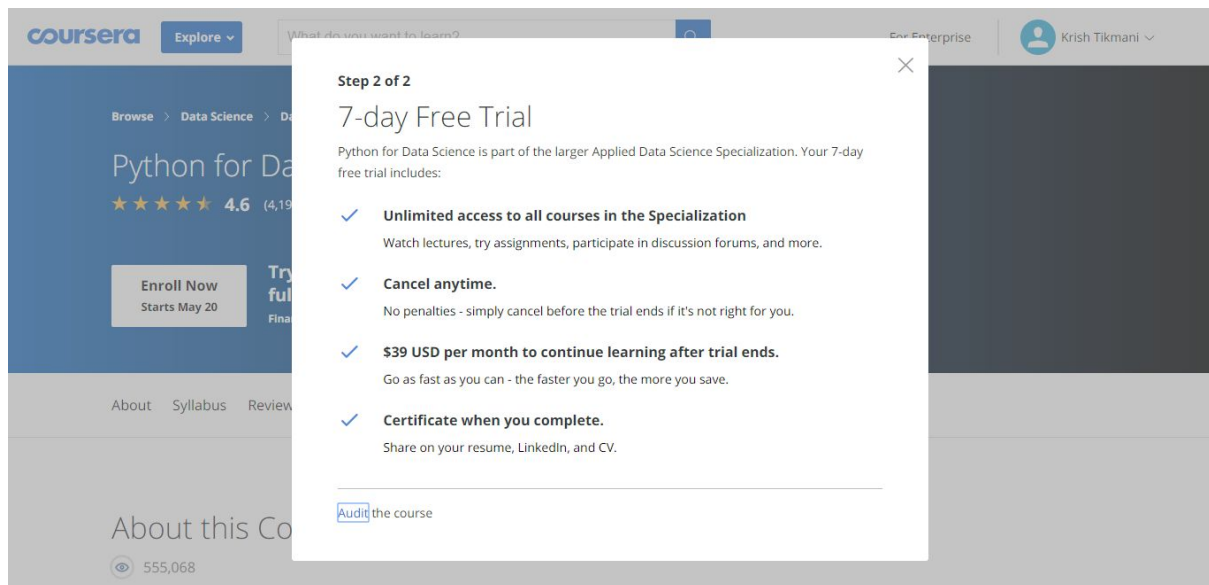 coursera Explore What do you want to learn? For Enterprise Krish Tikmani
Browse > Data Science >
Python for
4.6
Enroll Now
Starts May 20
About Syllabus
About this
555,068
Step 2 of 2
7-day Free Trial
Python for Data Science is part of the larger Applied Data Science Specialization. Your 7-day
free trial includes:
Unlimited access to all courses in the Specialization
Watch lectures, try assignments, participate in discussion forums, and more.
Cancel anytime.
No penalties - simply cancel before the trial ends if it's not right for you.
$39 USD per month to continue learning after trial ends.
Go as fast as you can - the faster you go, the more you save.
Certificate when you complete.
Share on your resume, LinkedIn, and CV.
Audit the course